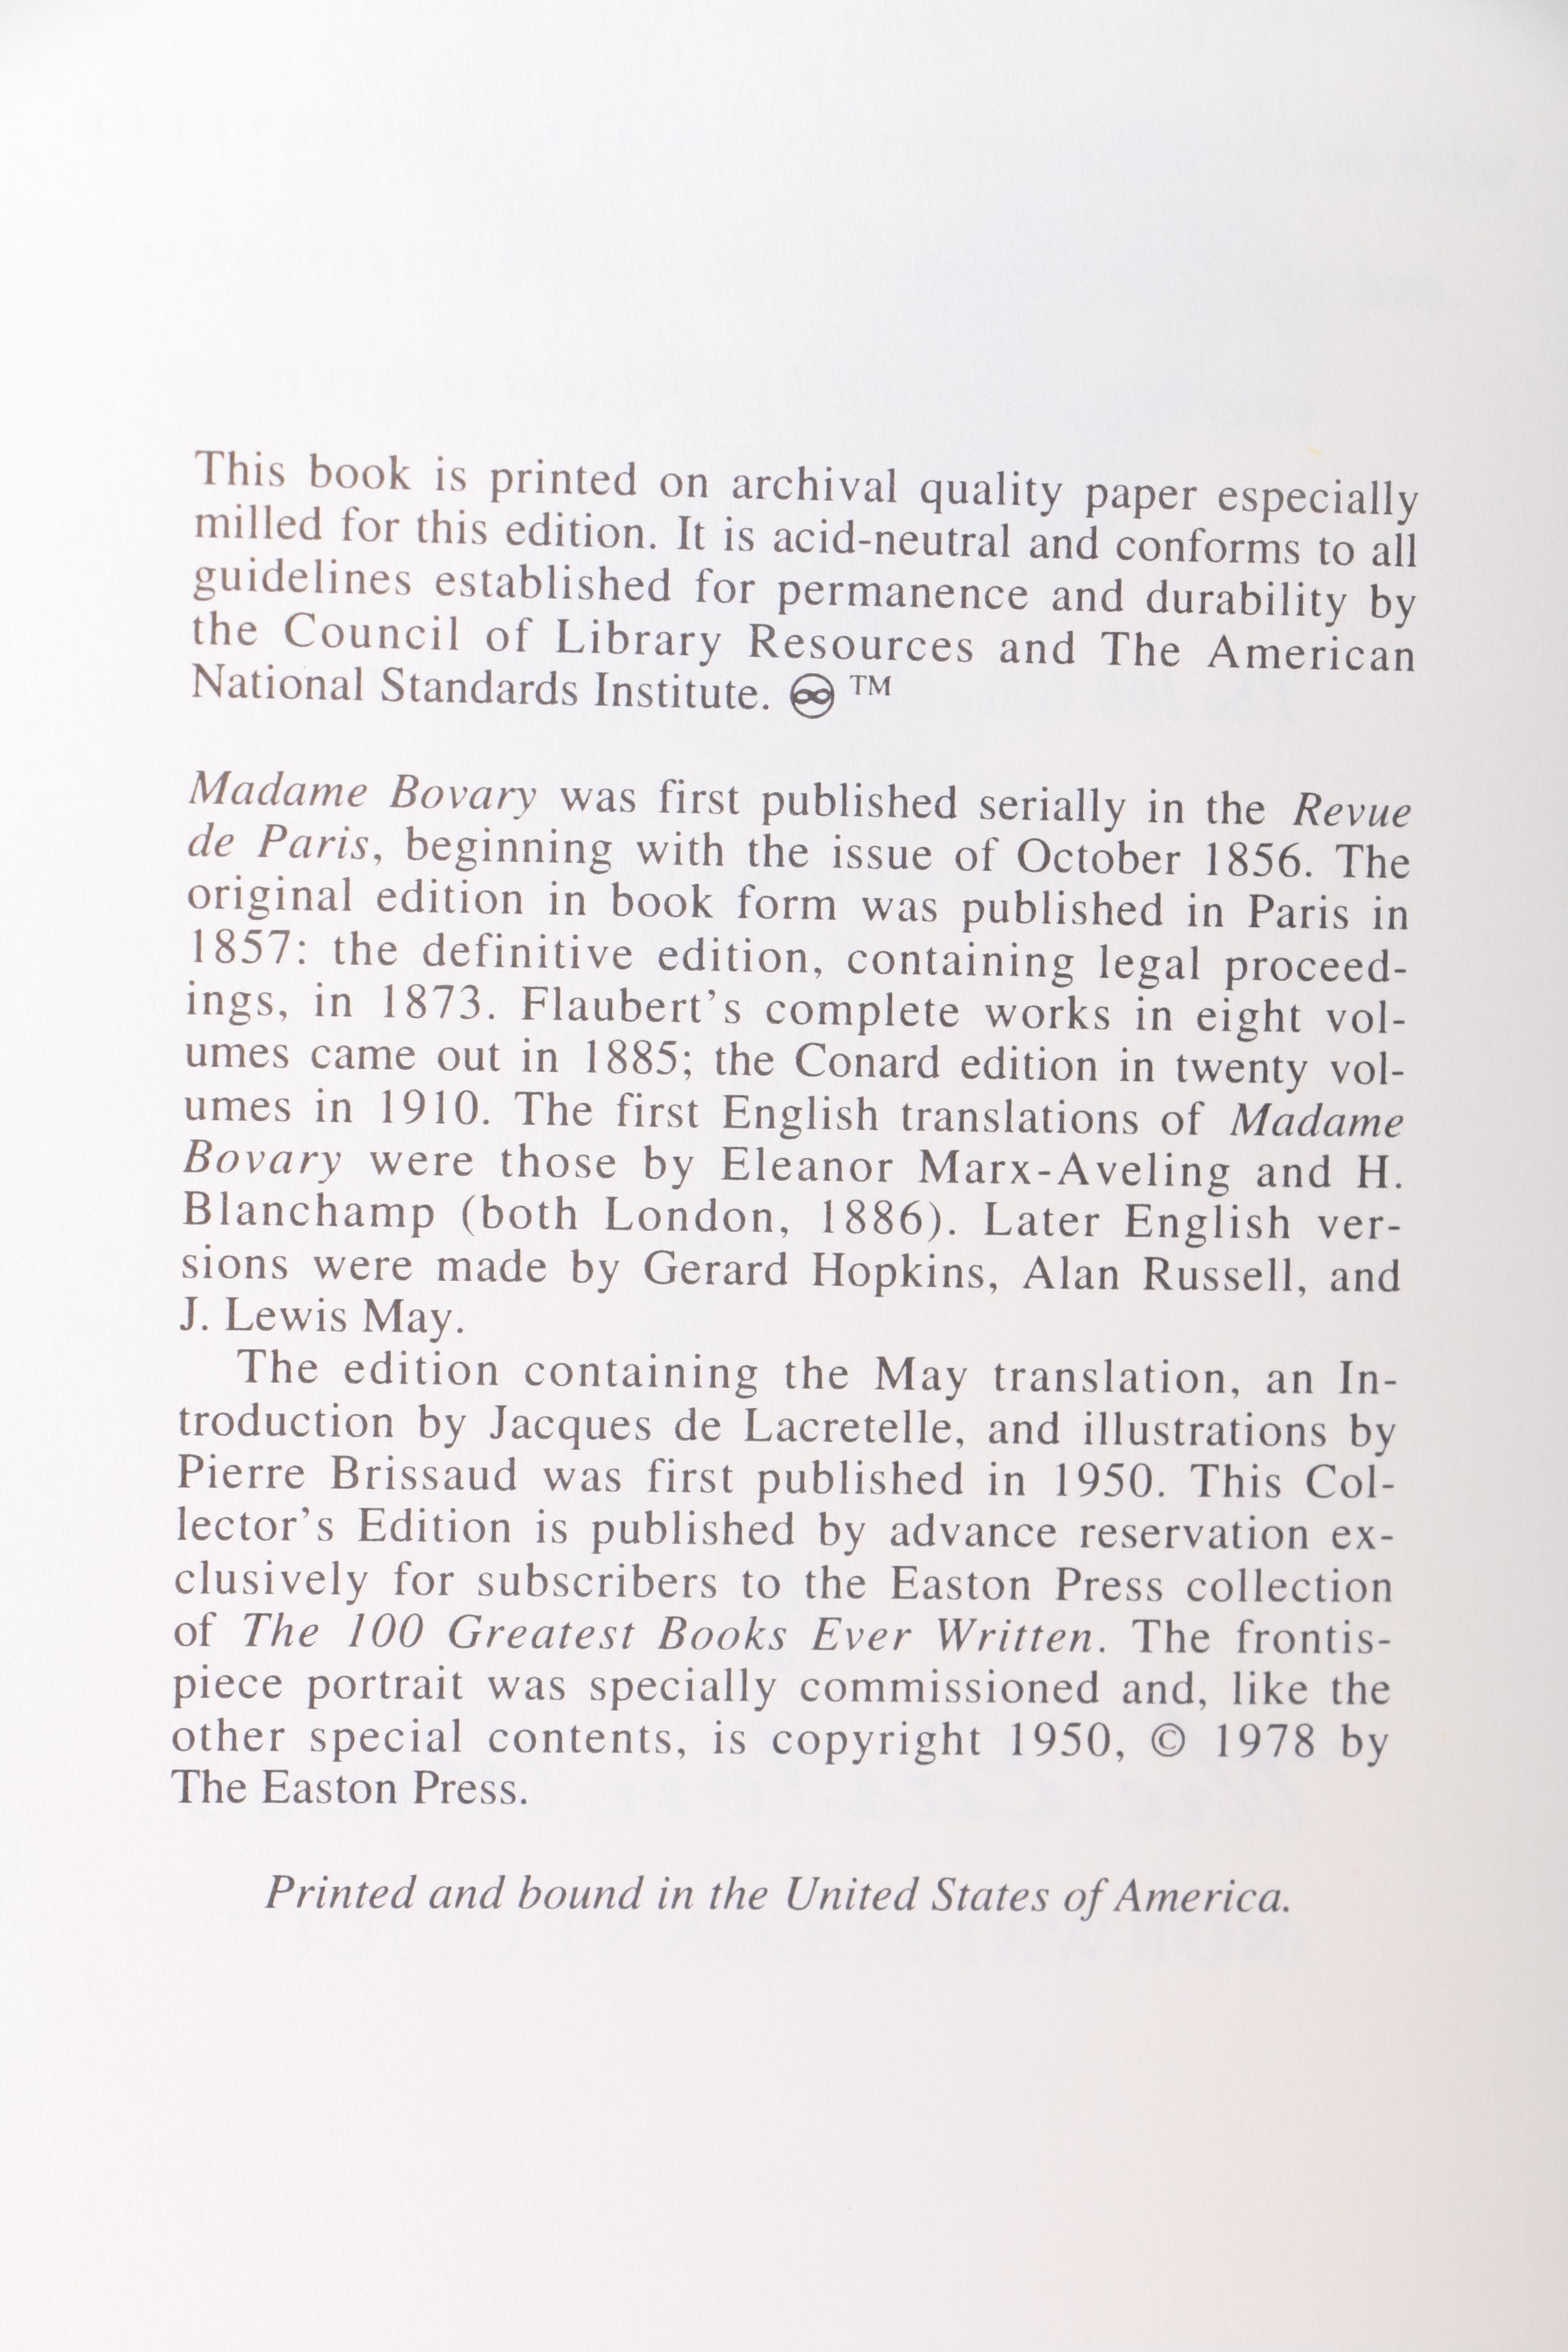 This book is printed on archival quality paper especially
milled for this edition. It is acid-neutral and conforms to all
guidelines established for permanence and durability by
the Council of Library Resources and The American
National Standards Institute. ♾ ™
Madame Bovary was first published serially in the Revue
de Paris, beginning with the issue of October 1856. The
original edition in book form was published in Paris in
1857: the definitive edition, containing legal proceed-
ings, in 1873. Flaubert's complete works in eight vol-
umes came out in 1885; the Conard edition in twenty vol-
umes in 1910. The first English translations of Madame
Bovary were those by Eleanor Marx-Aveling and H.
Blanchamp (both London, 1886). Later English ver-
sions were made by Gerard Hopkins, Alan Russell, and
J. Lewis May.
The edition containing the May translation, an In-
troduction by Jacques de Lacretelle, and illustrations by
Pierre Brissaud was first published in 1950. This Col-
lector's Edition is published by advance reservation ex-
clusively for subscribers to the Easton Press collection
of The 100 Greatest Books Ever Written. The frontis-
piece portrait was specially commissioned and, like the
other special contents, is copyright 1950, © 1978 by
The Easton Press.
Printed and bound in the United States of America.